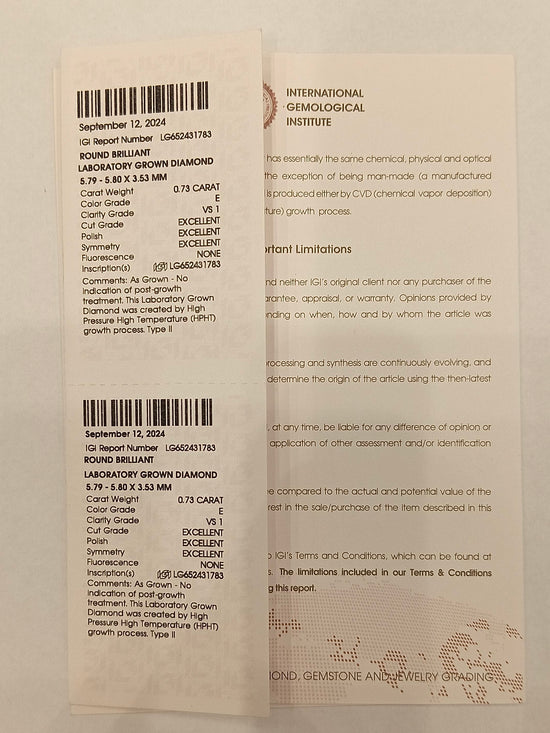 September 12, 2024
IGI Report Number LG652431783
ROUND BRILLIANT
LABORATORY GROWN DIAMOND
5.79 - 5.80 X 3.53 MM
Carat Weight 0.73 CARAT
Color Grade E
Clarity Grade VS 1
Cut Grade EXCELLENT
Polish EXCELLENT
Symmetry EXCELLENT
Fluorescence NONE
Inscription(s) LG652431783
Comments: As Grown - No
indication of post-growth
treatment. This Laboratory Grown
Diamond was created by High
Pressure High Temperature (HPHT)
growth process. Type II
September 12, 2024
IGI Report Number LG652431783
ROUND BRILLIANT
LABORATORY GROWN DIAMOND
5.79 - 5.80 X 3.53 MM
Carat Weight 0.73 CARAT
Color Grade E
Clarity Grade VS 1
Cut Grade EXCELLENT
Polish EXCELLENT
Symmetry EXCELLENT
Fluorescence NONE
Inscription(s) LG652431783
Comments: As Grown - No
indication of post-growth
treatment. This Laboratory Grown
Diamond was created by High
Pressure High Temperature (HPHT)
growth process. Type II
INTERNATIONAL
GEMOLOGICAL
INSTITUTE
has essentially the same chemical, physical and optical
the exception of being man-made (a manufactured
is produced either by CVD (chemical vapor deposition)
ture) growth process.
ortant Limitations
nd neither IGI's original client nor any purchaser of the
arantee, appraisal, or warranty. Opinions provided by
nding on when, how and by whom the article was
rocessing and synthesis are continuously evolving, and
determine the origin of the article using the then-latest
, at any time, be liable for any difference of opinion or
application of other assessment and/or identification
e compared to the actual and potential value of the
rest in the sale/purchase of the item described in this
o IGI's Terms and Conditions, which can be found at
s. The limitations included in our Terms & Conditions
g this report.
OND, GEMSTONE AND JEWELRY GRADING